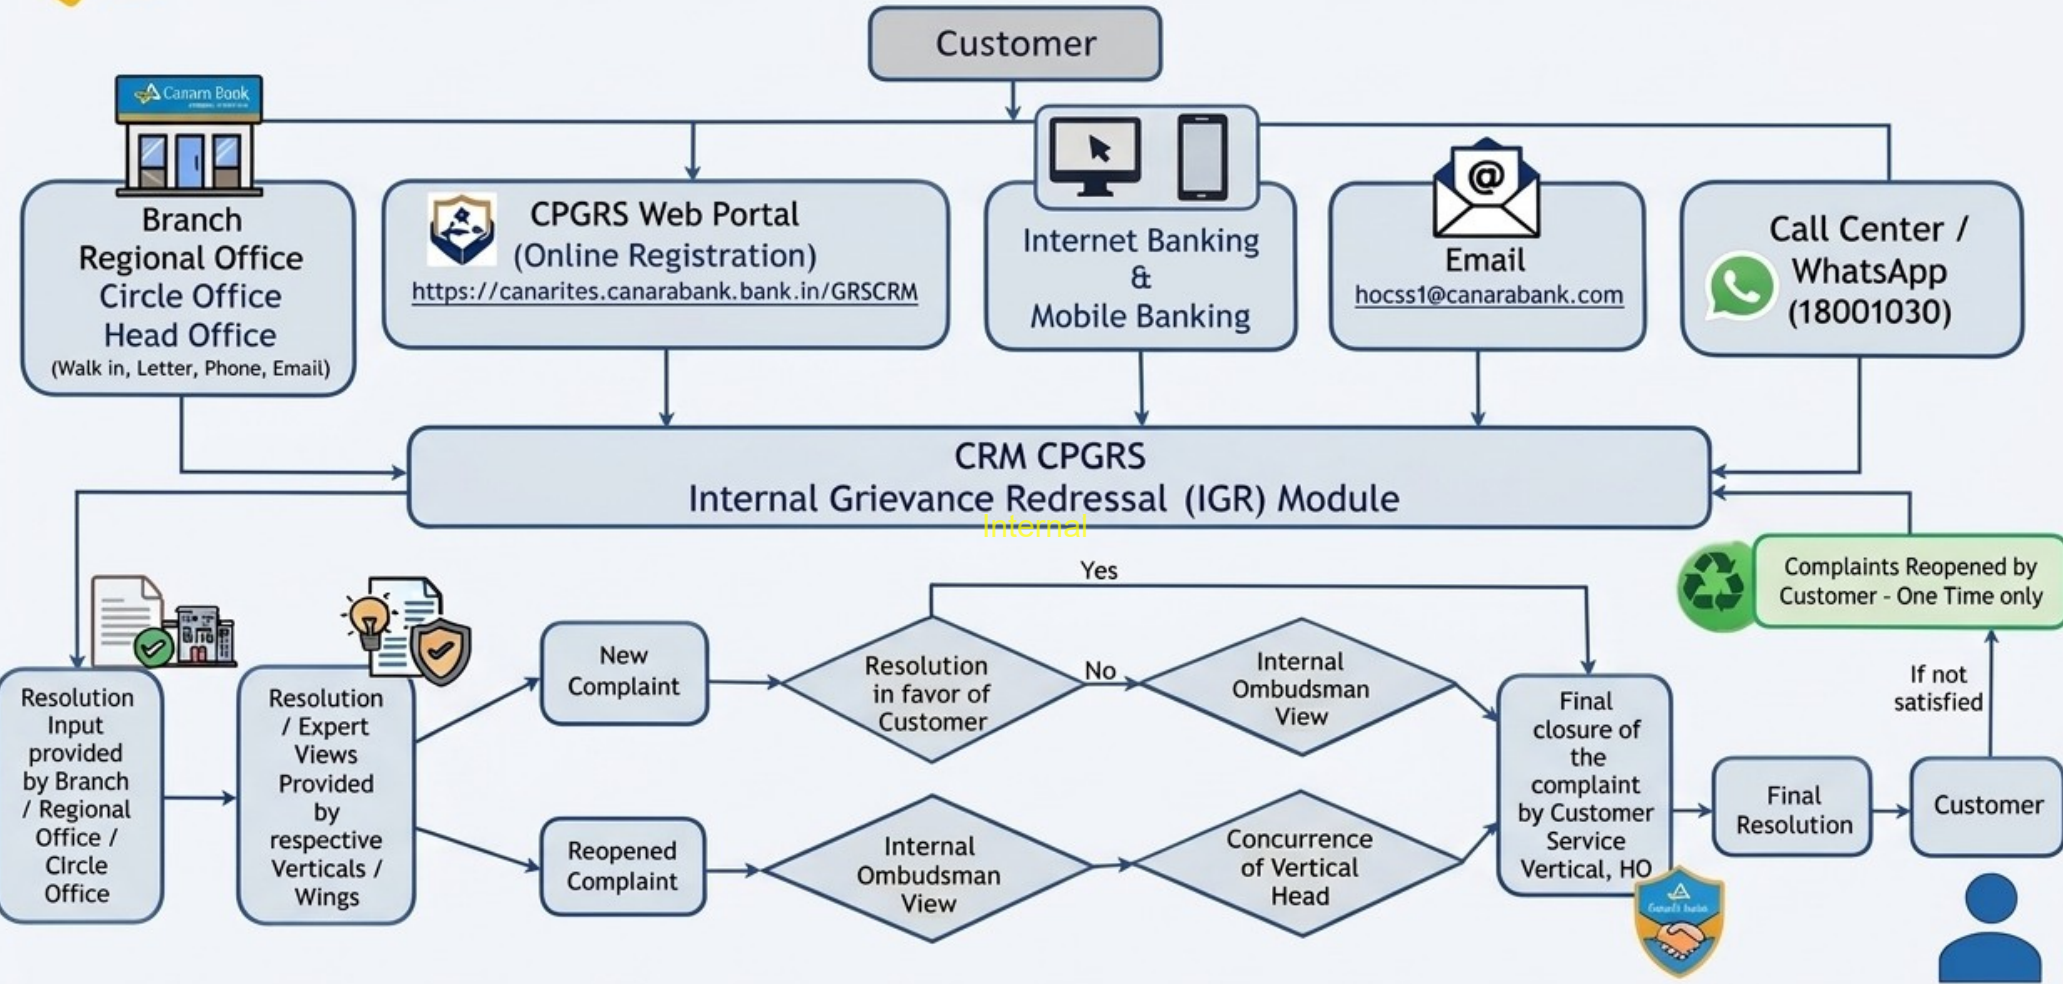 Customer
Canam Book
Branch
Regional Office
Circle Office
Head Office
(Walk in, Letter, Phone, Email)
CPGRS Web Portal
(Online Registration)
https://canarites.canarabank.bank.in/GRSCRM
Internet Banking
&
Mobile Banking
@
Email
hocss1@canarabank.com
Call Center /
WhatsApp
(18001030)
CRM CPGRS
Internal Grievance Redressal (IGR) Module
Internal
Complaints Reopened by
Customer - One Time only
Resolution
Input
provided
by Branch
/ Regional
Office /
Circle
Office
Resolution
/ Expert
Views
Provided
by
respective
Verticals /
Wings
New
Complaint
Resolution
in favor of
Customer
Yes
No
Internal
Ombudsman
View
Reopened
Complaint
Internal
Ombudsman
View
Concurrence
of Vertical
Head
Final
closure of
the
complaint
by Customer
Service
Vertical, HO
Final
Resolution
Customer
If not
satisfied